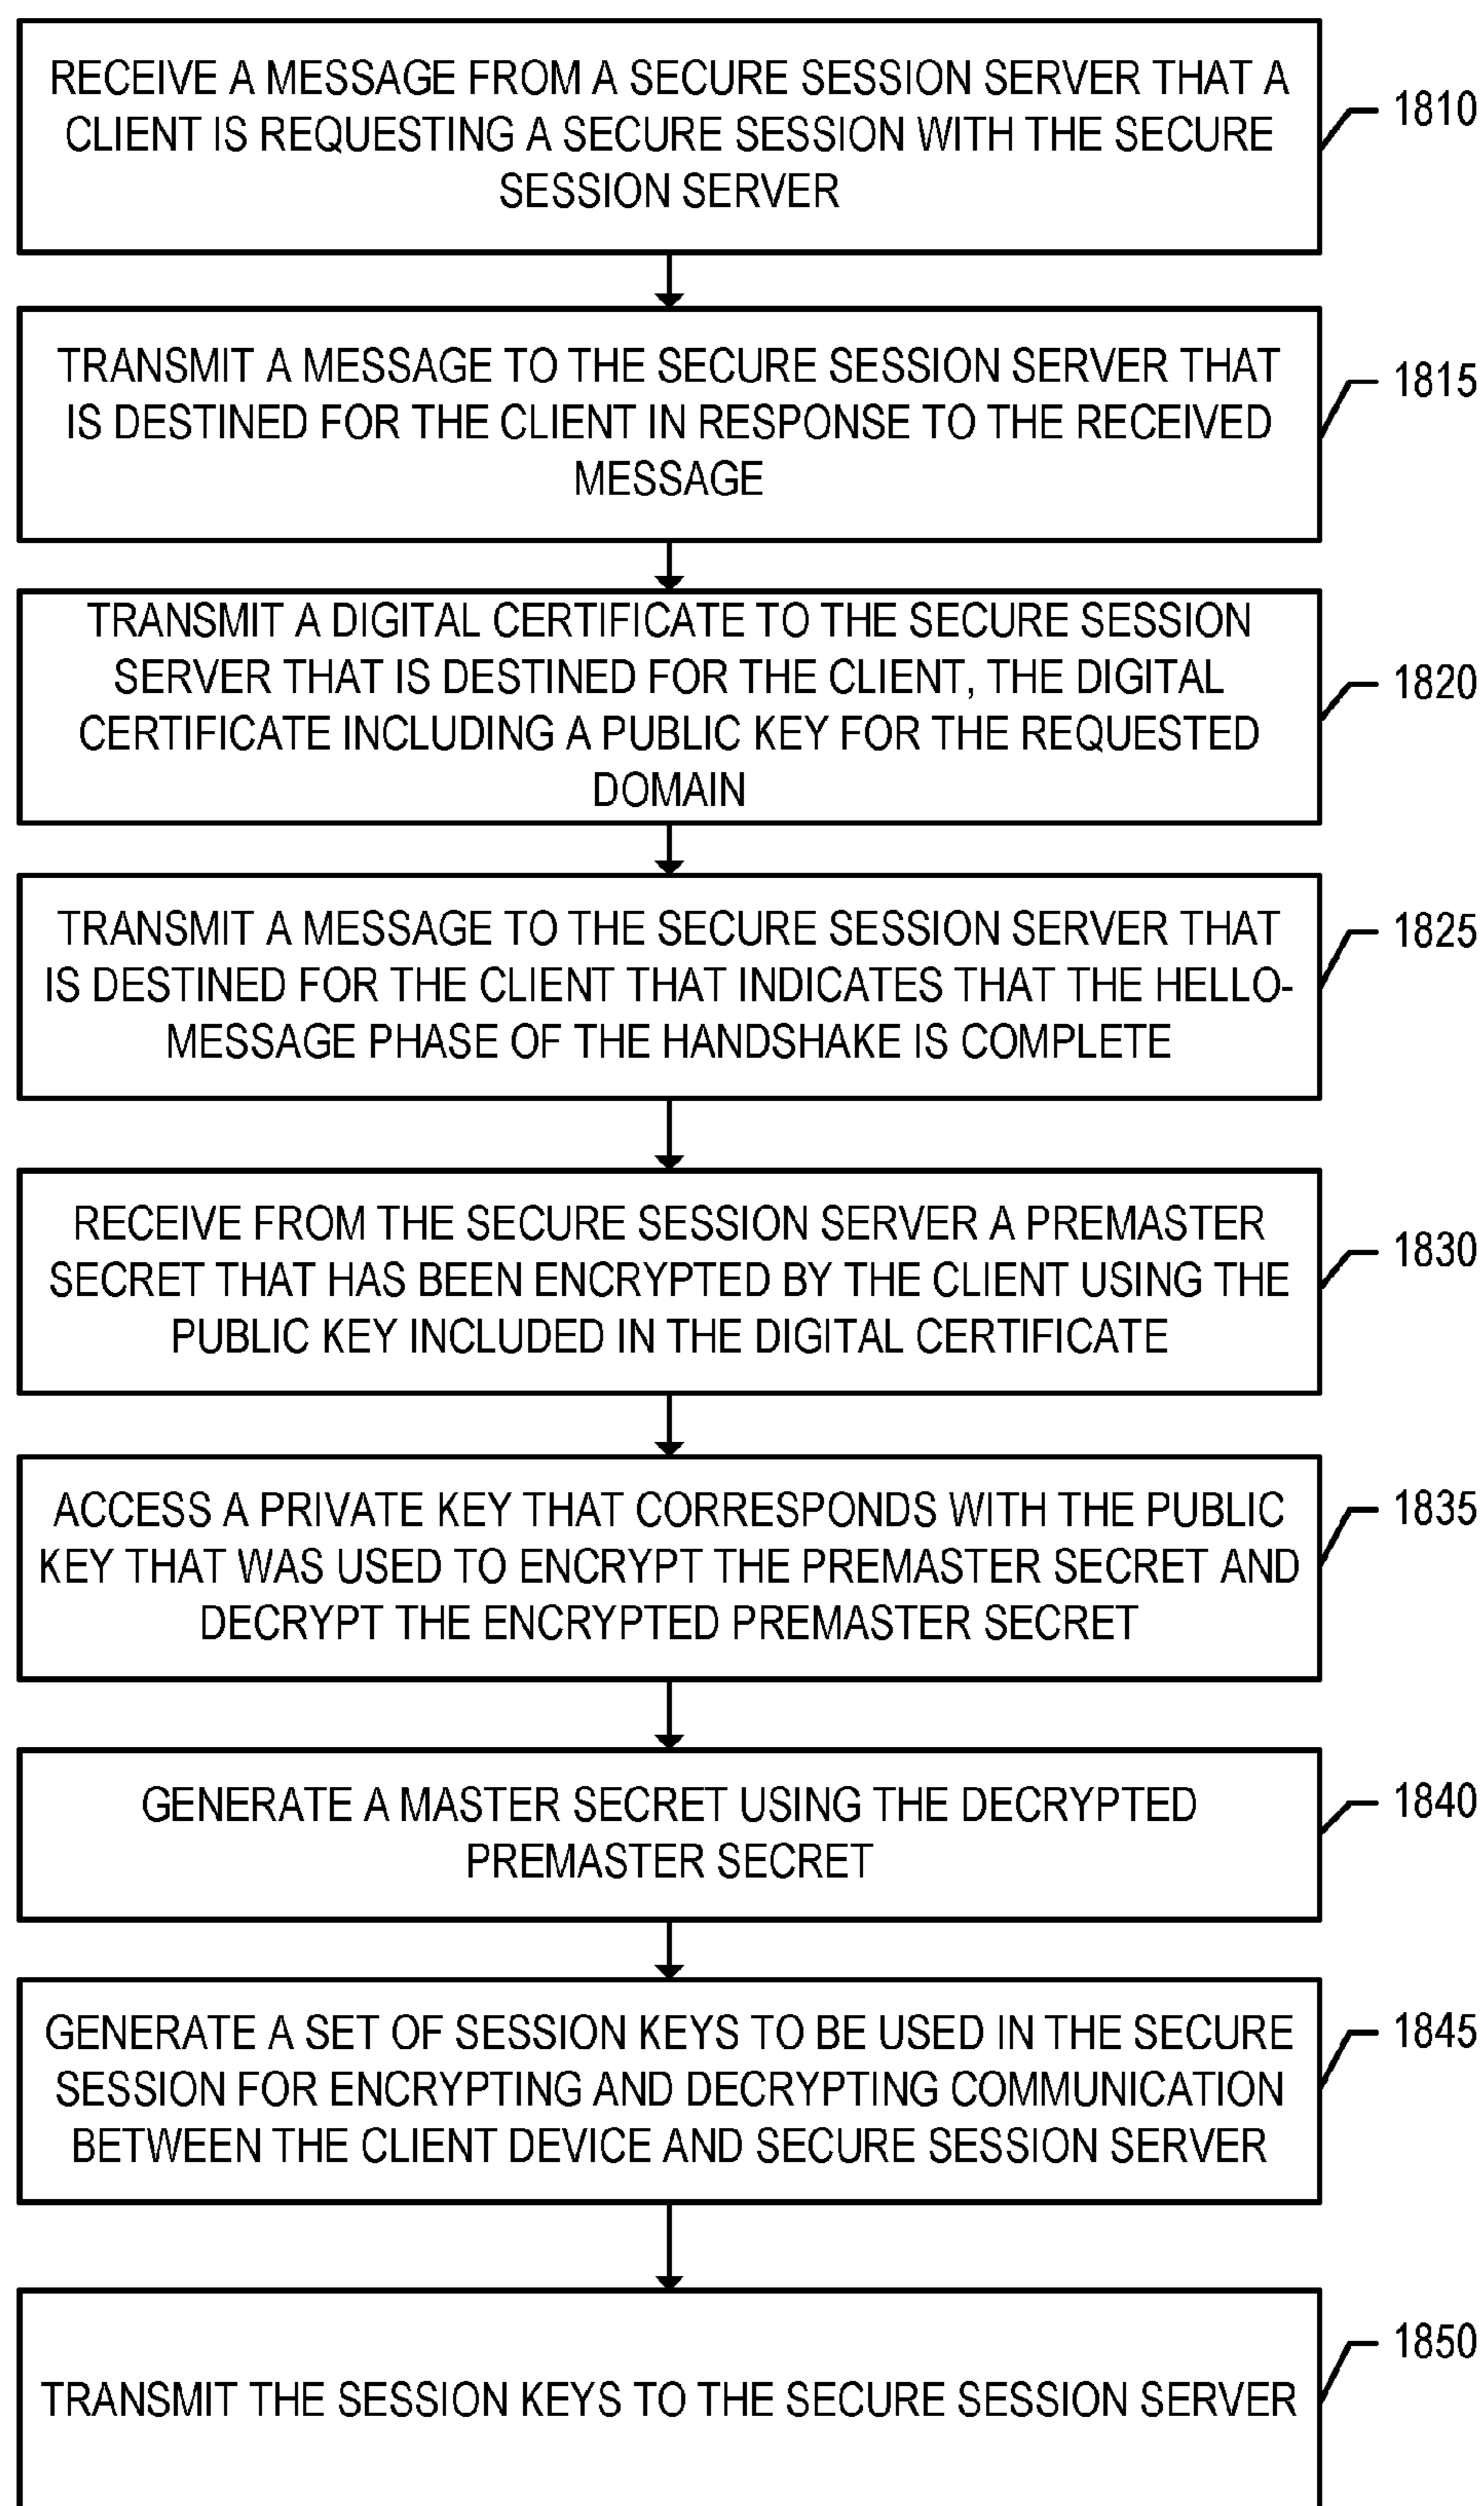 RECEIVE A MESSAGE FROM A SECURE SESSION SERVER THAT A
CLIENT IS REQUESTING A SECURE SESSION WITH THE SECURE
SESSION SERVER
1810
TRANSMIT A MESSAGE TO THE SECURE SESSION SERVER THAT
IS DESTINED FOR THE CLIENT IN RESPONSE TO THE RECEIVED
MESSAGE
1815
TRANSMIT A DIGITAL CERTIFICATE TO THE SECURE SESSION
SERVER THAT IS DESTINED FOR THE CLIENT, THE DIGITAL
CERTIFICATE INCLUDING A PUBLIC KEY FOR THE REQUESTED
DOMAIN
1820
TRANSMIT A MESSAGE TO THE SECURE SESSION SERVER THAT
IS DESTINED FOR THE CLIENT THAT INDICATES THAT THE HELLO-
MESSAGE PHASE OF THE HANDSHAKE IS COMPLETE
1825
RECEIVE FROM THE SECURE SESSION SERVER A PREMASTER
SECRET THAT HAS BEEN ENCRYPTED BY THE CLIENT USING THE
PUBLIC KEY INCLUDED IN THE DIGITAL CERTIFICATE
1830
ACCESS A PRIVATE KEY THAT CORRESPONDS WITH THE PUBLIC
KEY THAT WAS USED TO ENCRYPT THE PREMASTER SECRET AND
DECRYPT THE ENCRYPTED PREMASTER SECRET
1835
GENERATE A MASTER SECRET USING THE DECRYPTED
PREMASTER SECRET
1840
GENERATE A SET OF SESSION KEYS TO BE USED IN THE SECURE
SESSION FOR ENCRYPTING AND DECRYPTING COMMUNICATION
BETWEEN THE CLIENT DEVICE AND SECURE SESSION SERVER
1845
TRANSMIT THE SESSION KEYS TO THE SECURE SESSION SERVER
1850